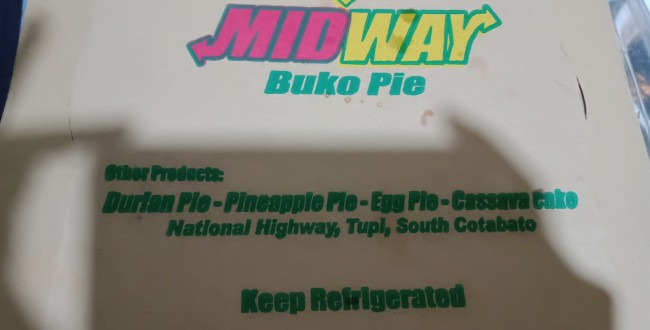 MIDWAY
Buko Pie
Other Products:
Durian Pie - Pineapple Pie - Egg Pie - Cassava Cake
National Highway, Tupi, South Cotabato
Keep Refrigerated